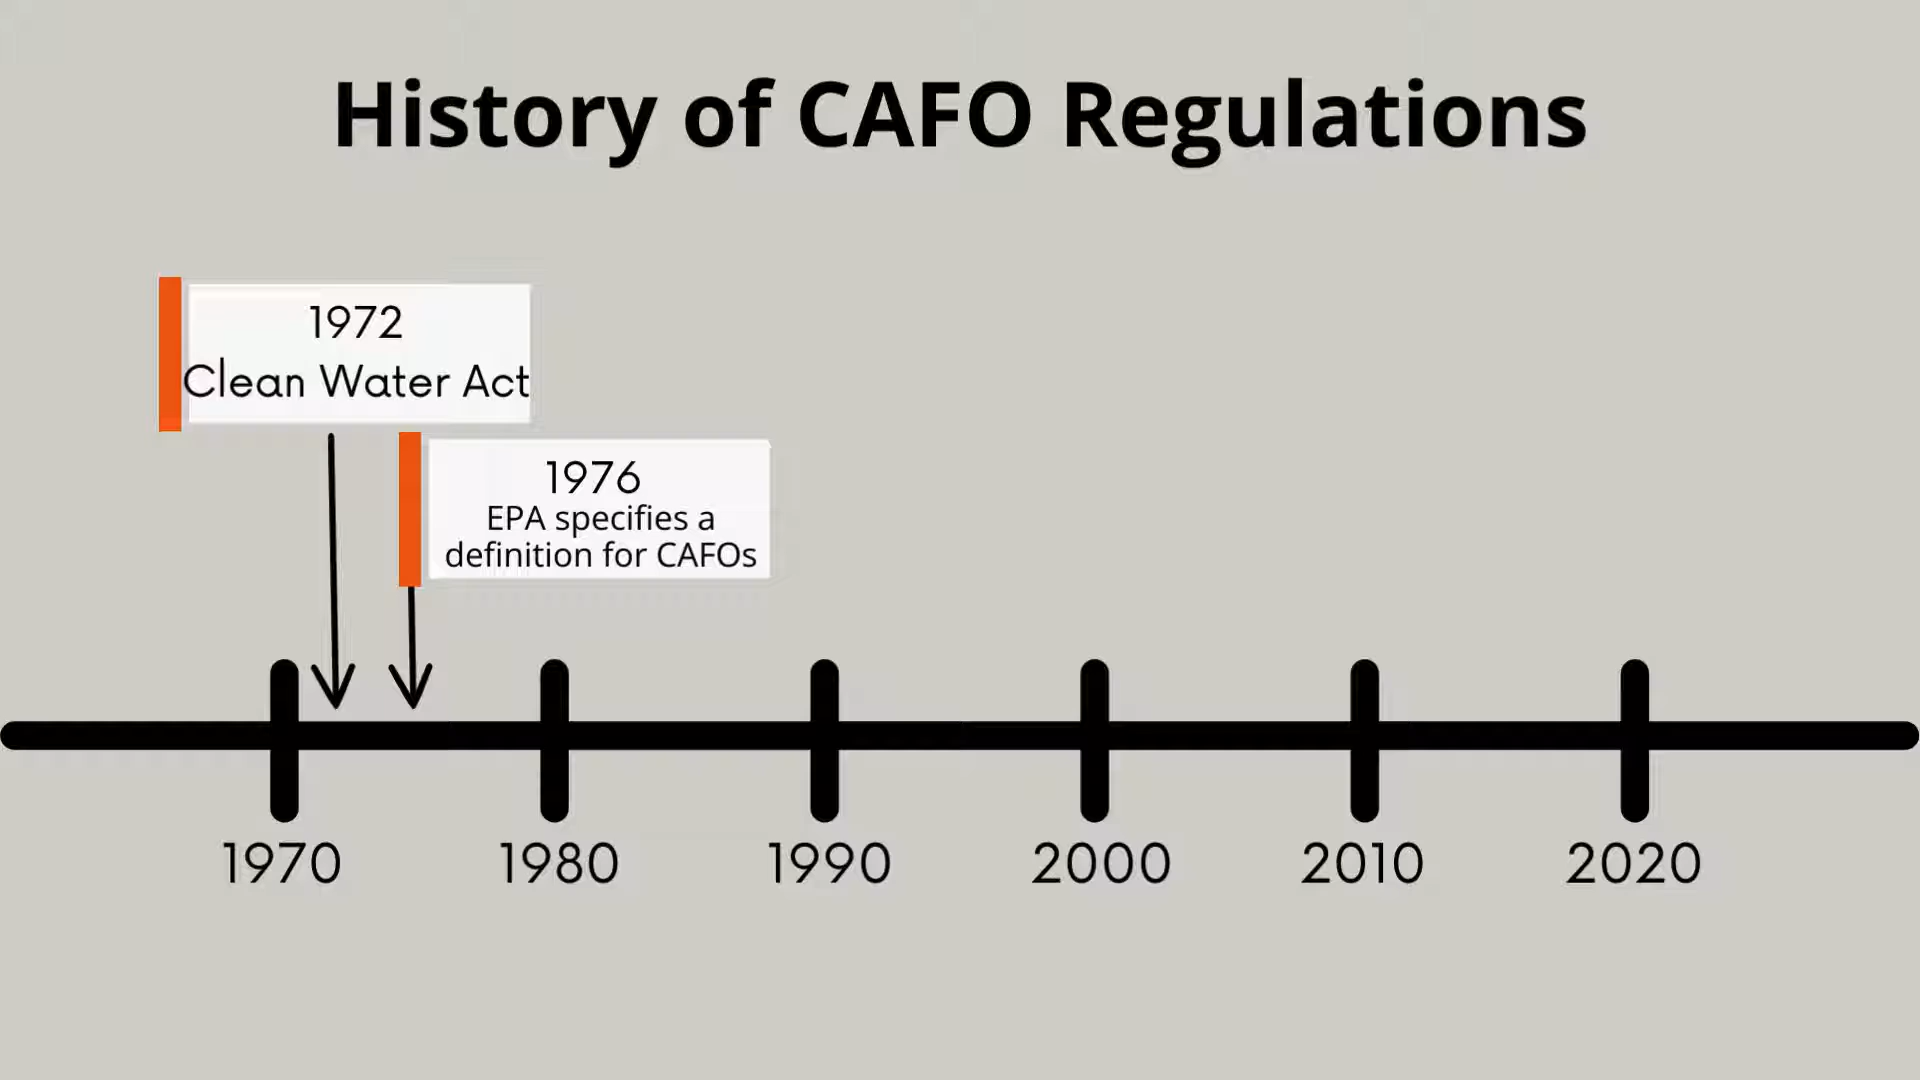 History of CAFO Regulations
1972
Clean Water Act
1976
EPA specifies a
definition for CAFOs
1970
1980
1990
2000
2010
2020